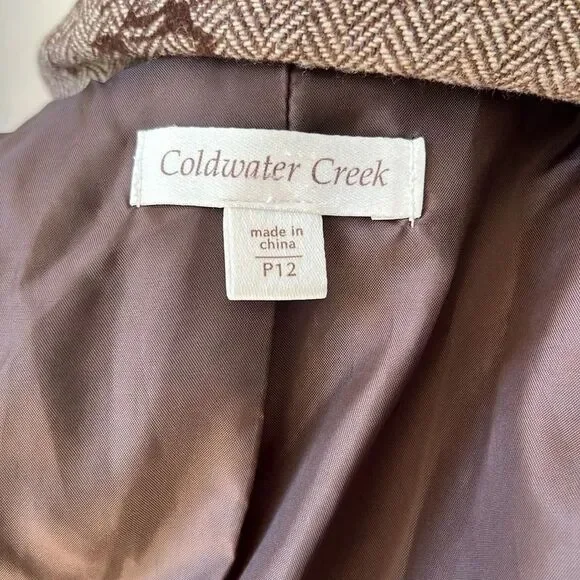 Coldwater Creek
made in
china
P12